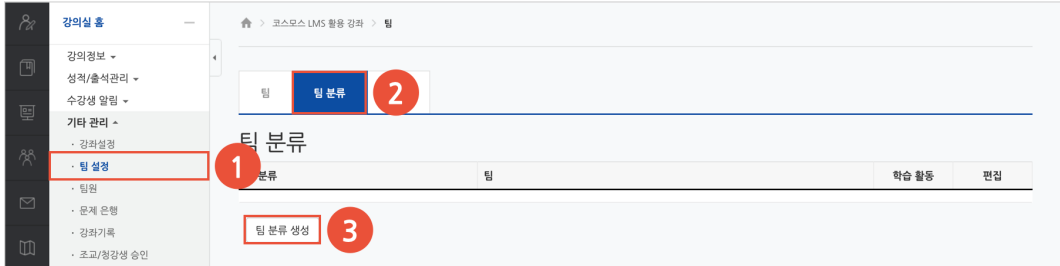 강의실 홈
강의정보
성적/출석관리
수강생 알림
기타 관리
· 강좌설정
· 팀 설정
· 팀원
· 문제 은행
· 강좌기록
· 조교/청강생 승인
1
코스모스 LMS 활용 강좌 > 팀
팀
팀 분류
2
팀 분류
분류 팀 학습 활동 편집
팀 분류 생성
3